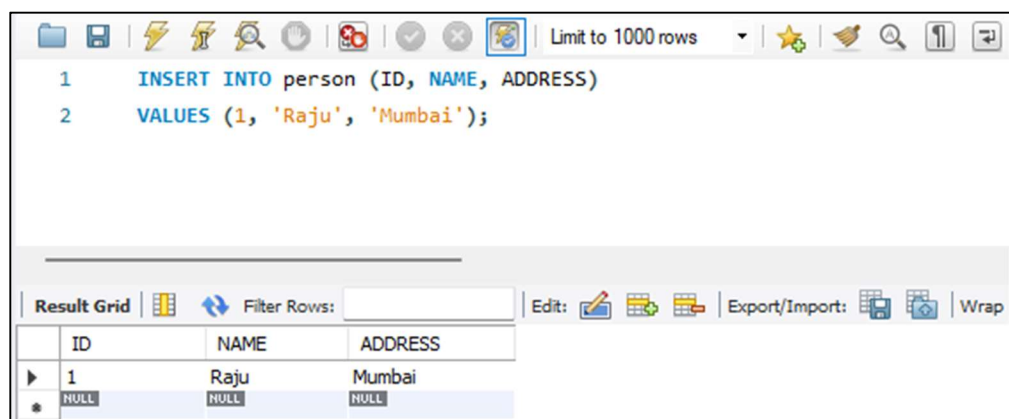 Limit to 1000 rows
1 INSERT INTO person (ID, NAME, ADDRESS)
2 VALUES (1, 'Raju', 'Mumbai');
Result Grid Filter Rows: Edit: Export/Import: Wrap
ID NAME ADDRESS
1 Raju Mumbai
NULL NULL NULL